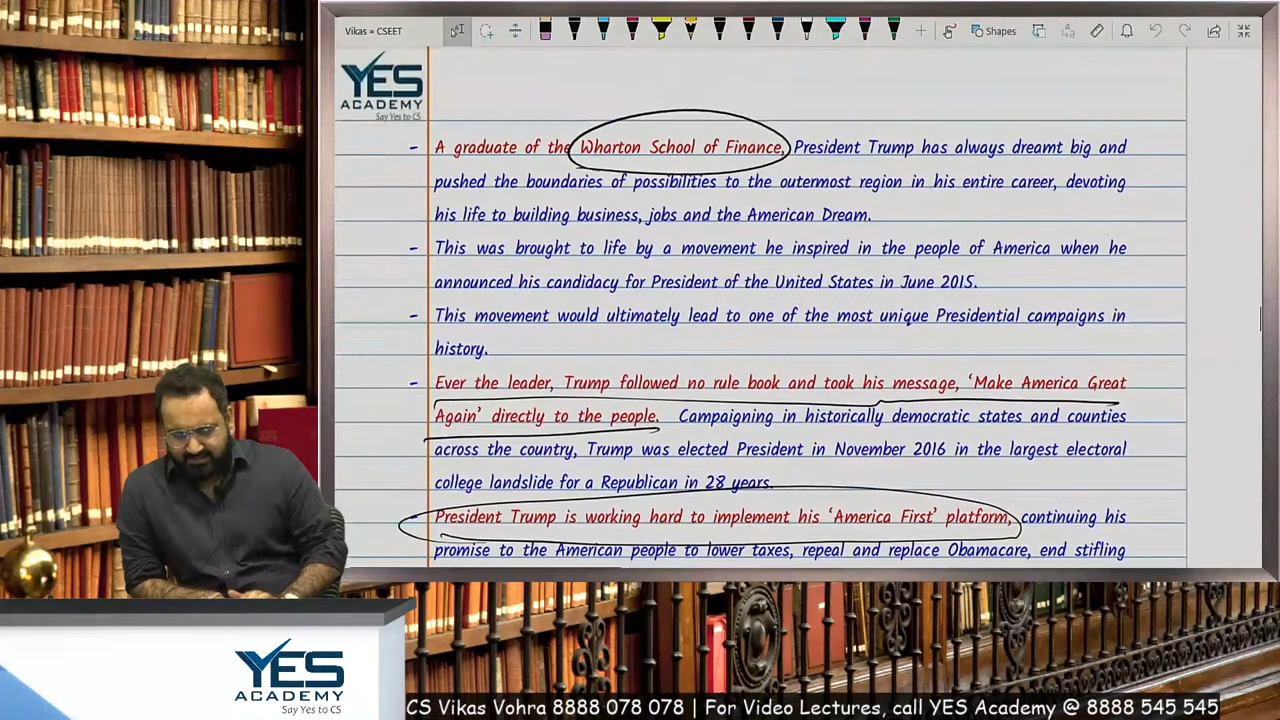 Vikas » CSEET
Shapes
YES
ACADEMY
Say Yes to CS
- A graduate of the Wharton School of Finance, President Trump has always dreamt big and
pushed the boundaries of possibilities to the outermost region in his entire career, devoting
his life to building business, jobs and the American Dream.
- This was brought to life by a movement he inspired in the people of America when he
announced his candidacy for President of the United States in June 2015.
- This movement would ultimately lead to one of the most unique Presidential campaigns in
history.
- Ever the leader, Trump followed no rule book and took his message, ‘Make America Great
Again’ directly to the people. Campaigning in historically democratic states and counties
across the country, Trump was elected President in November 2016 in the largest electoral
college landslide for a Republican in 28 years.
- President Trump is working hard to implement his ‘America First’ platform, continuing his
promise to the American people to lower taxes, repeal and replace Obamacare, end stifling
YES
ACADEMY
Say Yes to CS
CS Vikas Vohra 8888 078 078 | For Video Lectures, call YES Academy @ 8888 545 545